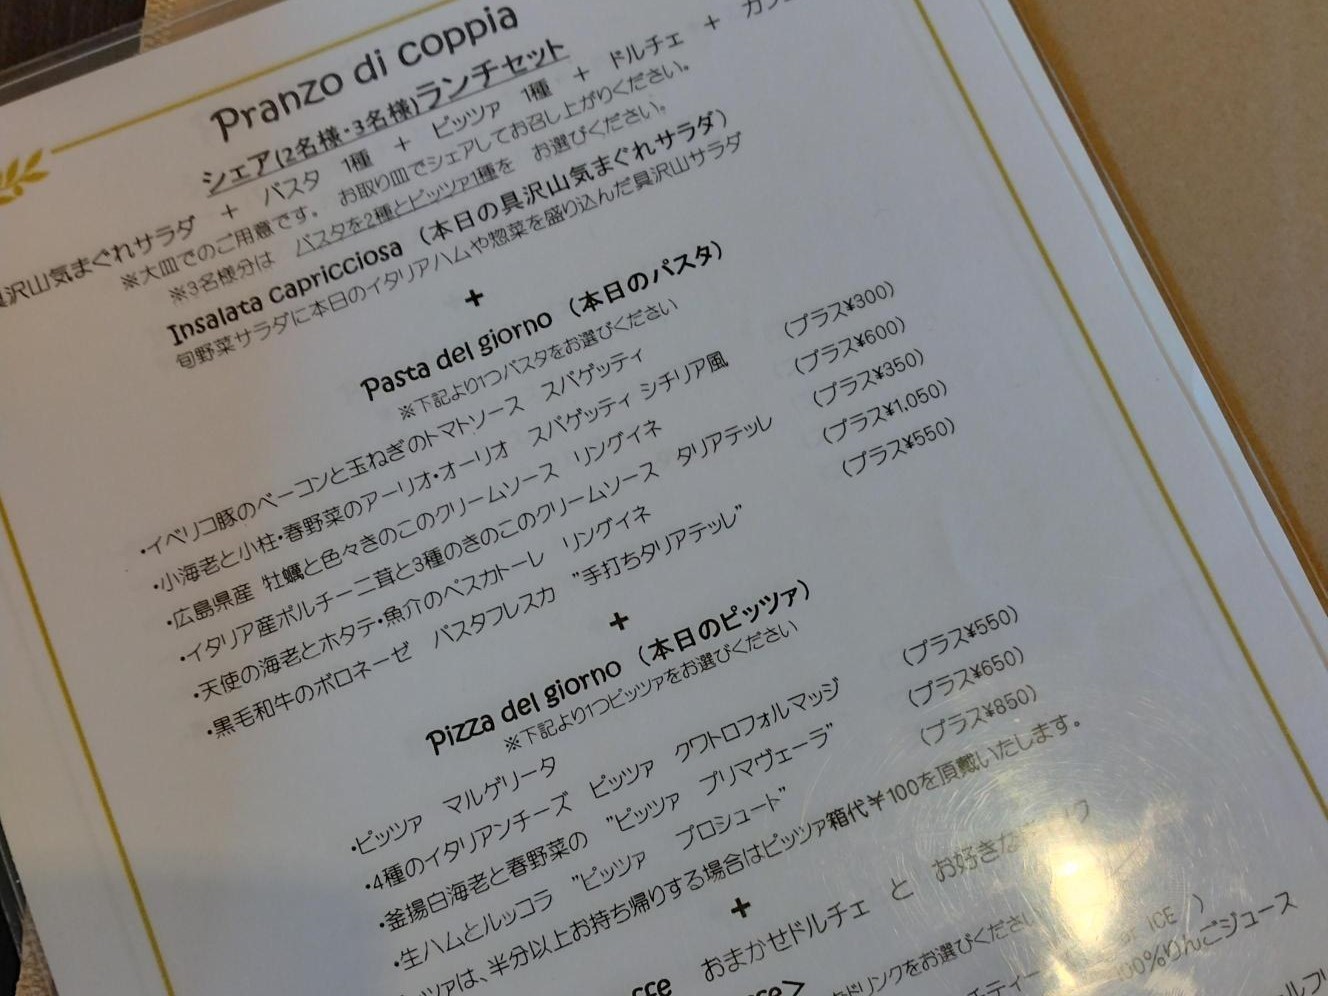 Pranzo di coppia
シェア(2名様・3名様)ランチセット
沢山気まぐれサラダ + パスタ 1種 + ピッツァ 1種 + ドルチェ +
※大皿でのご用意です。 お取り皿でシェアしてお召し上がりください。
※3名様分は パスタを2種とピッツァ1種を お選びください。
Insalata capricciosa (本日の具沢山気まぐれサラダ)
旬野菜サラダに本日のイタリアハムや惣菜を盛り込んだ具沢山サラダ
+
Pasta del giorno (本日のパスタ)
※下記より1つパスタをお選びください
・イベリコ豚のベーコンと玉ねぎのトマトソース スパゲッティ
・小海老と小柱・春野菜のアーリオ・オーリオ スパゲッティ シチリア風 (プラス¥300)
・広島県産 牡蠣と色々きのこのクリームソース リングイネ (プラス¥600)
・イタリア産ポルチーニ茸と3種のきのこのクリームソース タリアテッレ (プラス¥350)
・天使の海老とホタテ・魚介のペスカトーレ リングイネ (プラス¥1,050)
・黒毛和牛のボロネーゼ パスタフレスカ "手打ちタリアテッレ" (プラス¥550)
+
Pizza del giorno (本日のピッツァ)
※下記より1つピッツァをお選びください
・ピッツァ マルゲリータ
・4種のイタリアンチーズ ピッツァ クワトロフォルマッジ (プラス¥550)
・釜揚白海老と春野菜の "ピッツァ プリマヴェーラ" (プラス¥650)
・生ハムとルッコラ "ピッツァ プロシュート" (プラス¥850)
ツァは、半分以上お持ち帰りする場合はピッツァ箱代¥100を頂戴いたします。
+
おまかせドルチェ と お好きな
ドリンクをお選びください
ICE )
100%りんごジュース